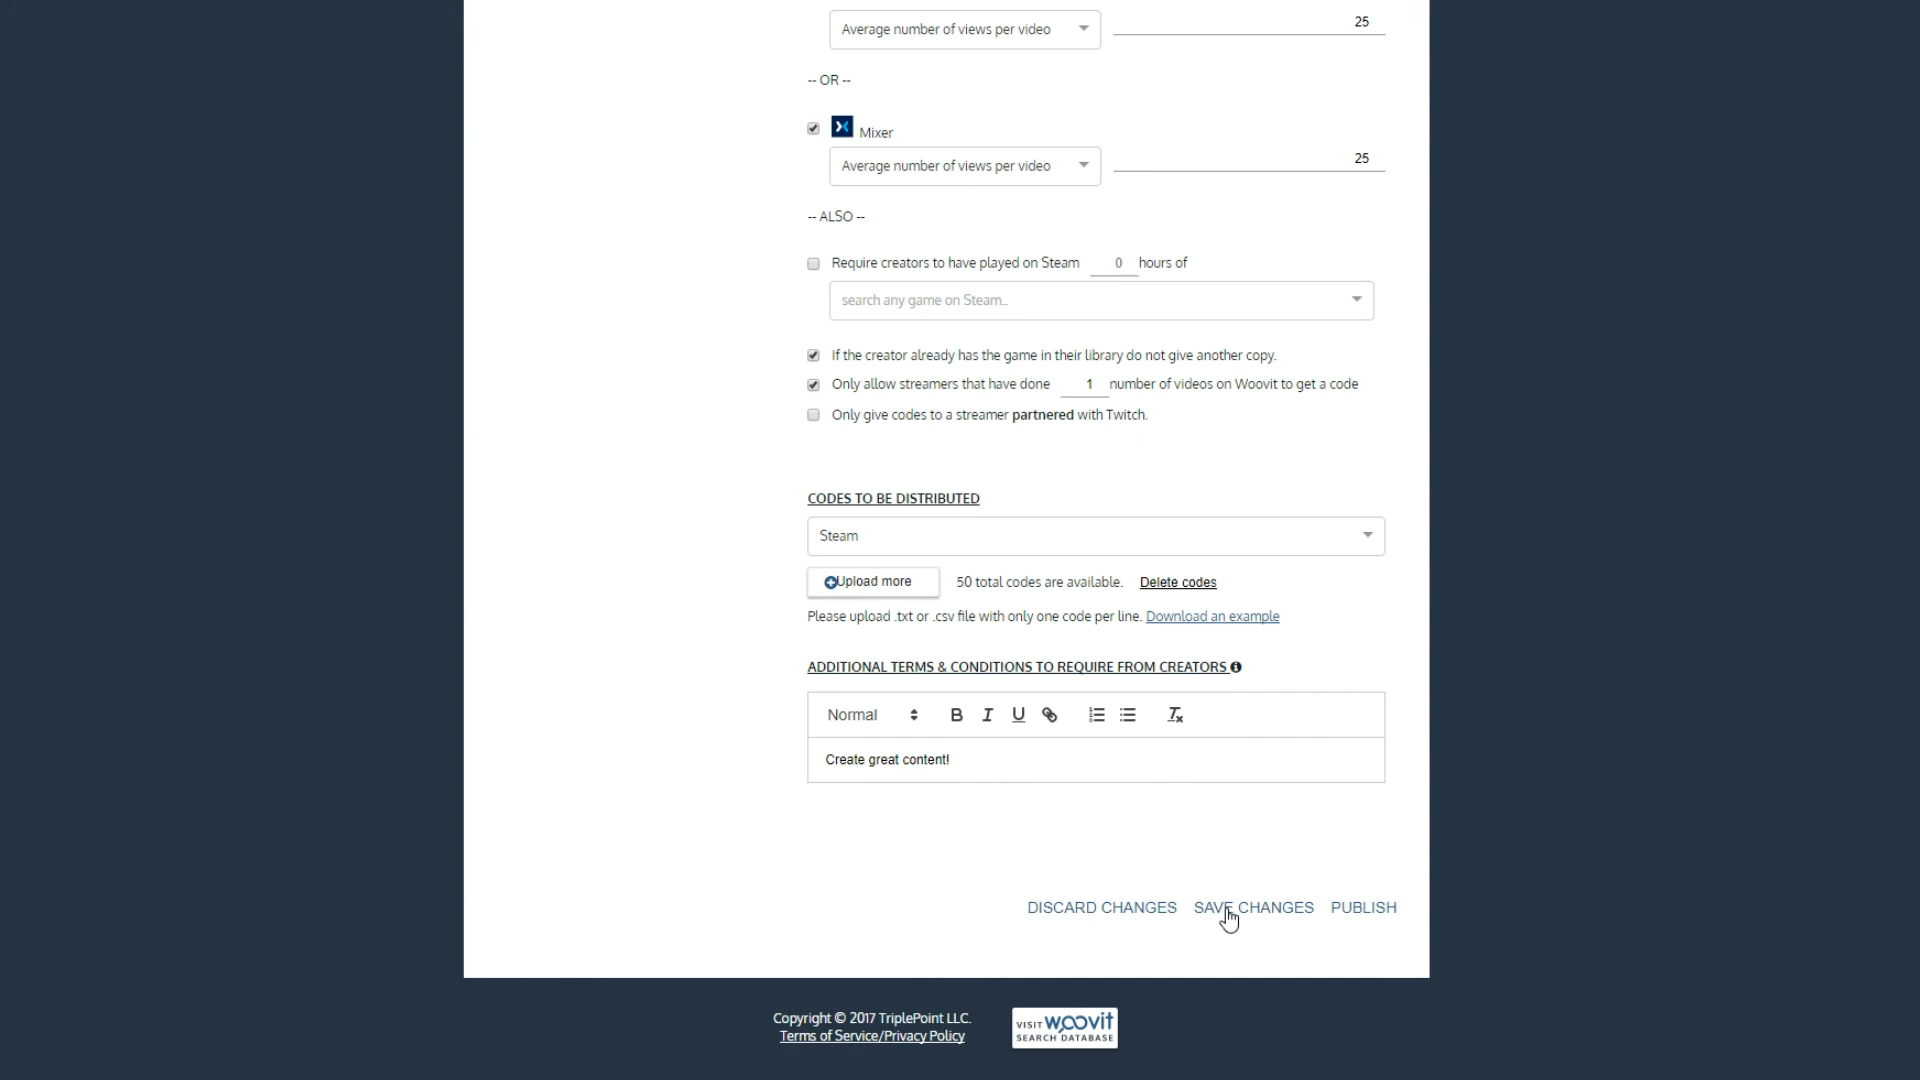 Average number of views per video 25
-- OR --
Mixer
Average number of views per video 25
-- ALSO --
Require creators to have played on Steam 0 hours of
search any game on Steam..
If the creator already has the game in their library do not give another copy.
Only allow streamers that have done 1 number of videos on Woovit to get a code
Only give codes to a streamer partnered with Twitch.
CODES TO BE DISTRIBUTED
Steam
Upload more 50 total codes are available. Delete codes
Please upload .txt or .csv file with only one code per line. Download an example
ADDITIONAL TERMS & CONDITIONS TO REQUIRE FROM CREATORS
Normal B I U
Create great content!
DISCARD CHANGES SAVE CHANGES PUBLISH
Copyright © 2017 TriplePoint LLC.
Terms of Service/Privacy Policy
VISIT WOOVIT
SEARCH DATABASE